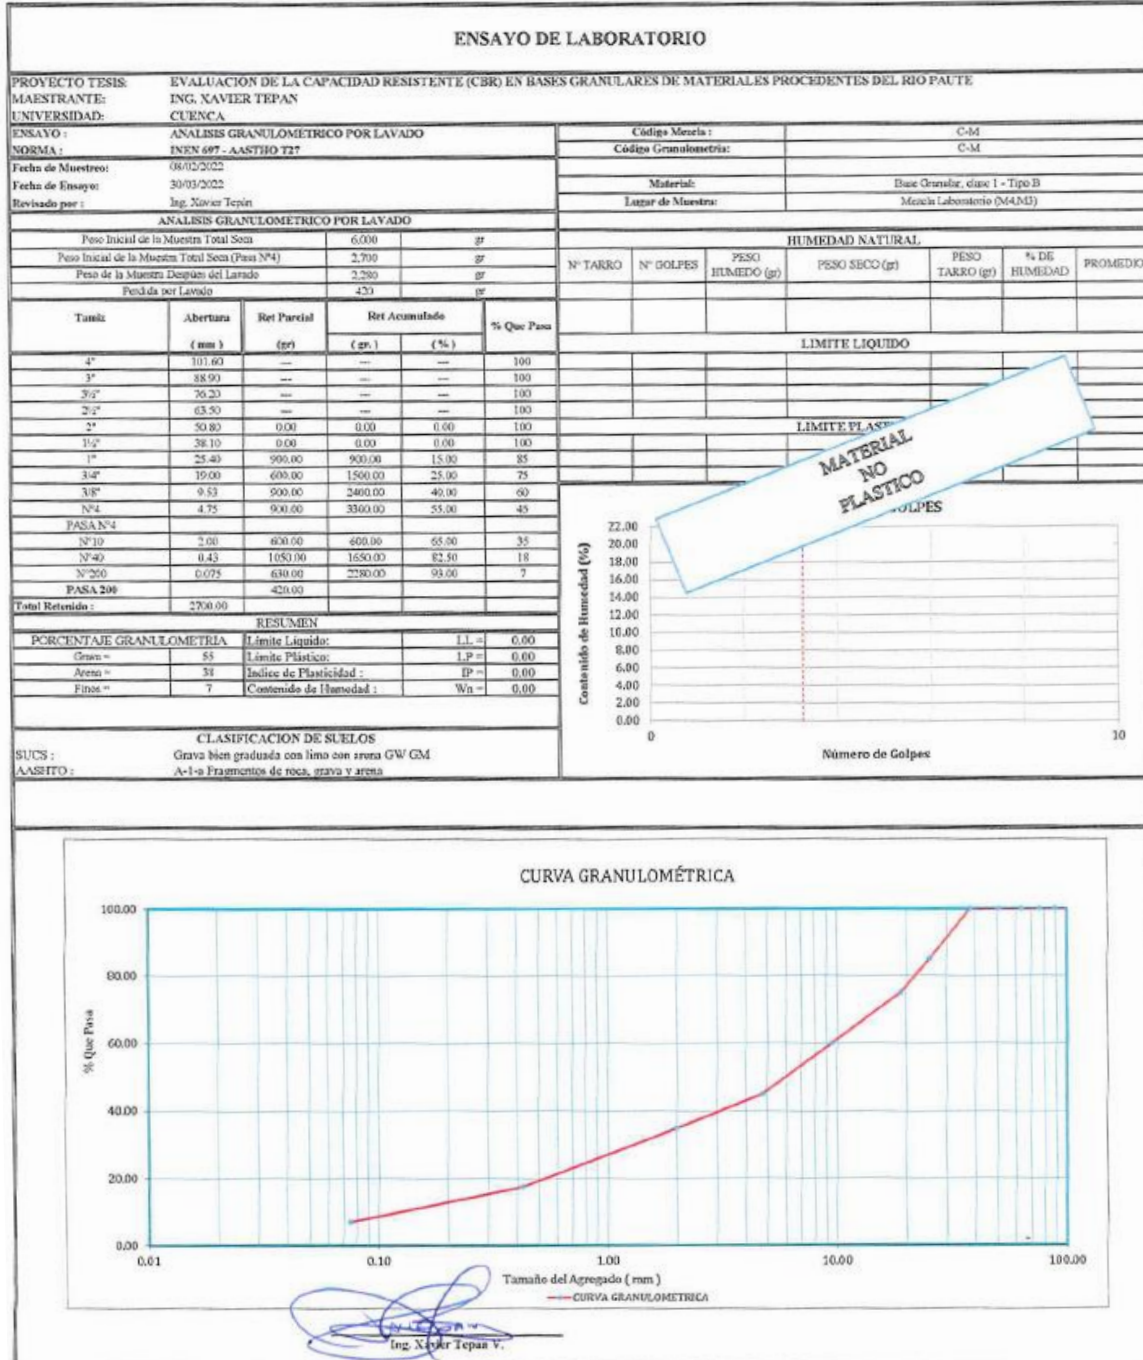 ENSAYO DE LABORATORIO
PROYECTO TESIS: EVALUACION DE LA CAPACIDAD RESISTENTE (CBR) EN BASES GRANULARES DE MATERIALES PROCEDENTES DEL RIO PAUTE
MAESTRANTE: ING. XAVIER TEPAN
UNIVERSIDAD: CUENCA
ENSAYO : ANALISIS GRANULOMETRICO POR LAVADO
NORMA : INEN 697 - AASTHO T27
Fecha de Muestreo: 08/02/2022
Fecha de Ensayo: 30/03/2022
Revisado por : Ing. Xavier Tepán
Código Mezcla : C-M
Código Granulometria: C-M
Material: Base Granular, clase 1 - Tipo B
Lugar de Muestra: Mezcla Laboratorio (M4,M3)
ANALISIS GRANULOMETRICO POR LAVADO
Peso Inicial de la Muestra Total Seca 6,000 gr
Peso Inicial de la Muestra Total Seca (Pasa Nº4) 2,700 gr
Peso de la Muestra Después del Lavado 2,280 gr
Perdida por Lavado 420 gr
Tamiz Abertura Ret Parcial Ret Acumulado % Que Pasa
( mm ) (gr) ( gr. ) ( % )
4" 101.60 --- --- --- 100
3" 88.90 --- --- --- 100
3½" 76.20 --- --- --- 100
2½" 63.50 --- --- --- 100
2" 50.80 0.00 0.00 0.00 100
1½" 38.10 0.00 0.00 0.00 100
1" 25.40 900.00 900.00 15.00 85
3/4" 19.00 600.00 1500.00 25.00 75
3/8" 9.53 900.00 2400.00 40.00 60
Nº4 4.75 900.00 3300.00 55.00 45
PASA Nº4
Nº10 2.00 600.00 600.00 65.00 35
Nº40 0.43 1050.00 1650.00 82.50 18
Nº200 0.075 630.00 2280.00 93.00 7
PASA 200 420.00
Total Retenido : 2700.00
RESUMEN
PORCENTAJE GRANULOMETRIA Límite Líquido: LL = 0.00
Grava = 55 Límite Plástico: LP = 0.00
Arena = 38 Indice de Plasticidad : IP = 0.00
Finos = 7 Contenido de Humedad : Wn = 0.00
CLASIFICACION DE SUELOS
SUCS : Grava bien graduada con limo con arena GW GM
AASHTO : A-1-a Fragmentos de roca, grava y arena
HUMEDAD NATURAL
Nº TARRO Nº GOLPES PESO HUMEDO (gr) PESO SECO (gr) PESO TARRO (gr) % DE HUMEDAD PROMEDIO
LIMITE LIQUIDO
LIMITE PLAST
MATERIAL
NO
PLASTICO
GOLPES
Contenido de Humedad (%)
22.00
20.00
18.00
16.00
14.00
12.00
10.00
8.00
6.00
4.00
2.00
0.00
0 10
Número de Golpes
CURVA GRANULOMÉTRICA
% Que Pasa
100.00
80.00
60.00
40.00
20.00
0.00
0.01 0.10 1.00 10.00 100.00
Tamaño del Agregado ( mm )
CURVA GRANULOMETRICA
Ing. Xavier Tepan V.